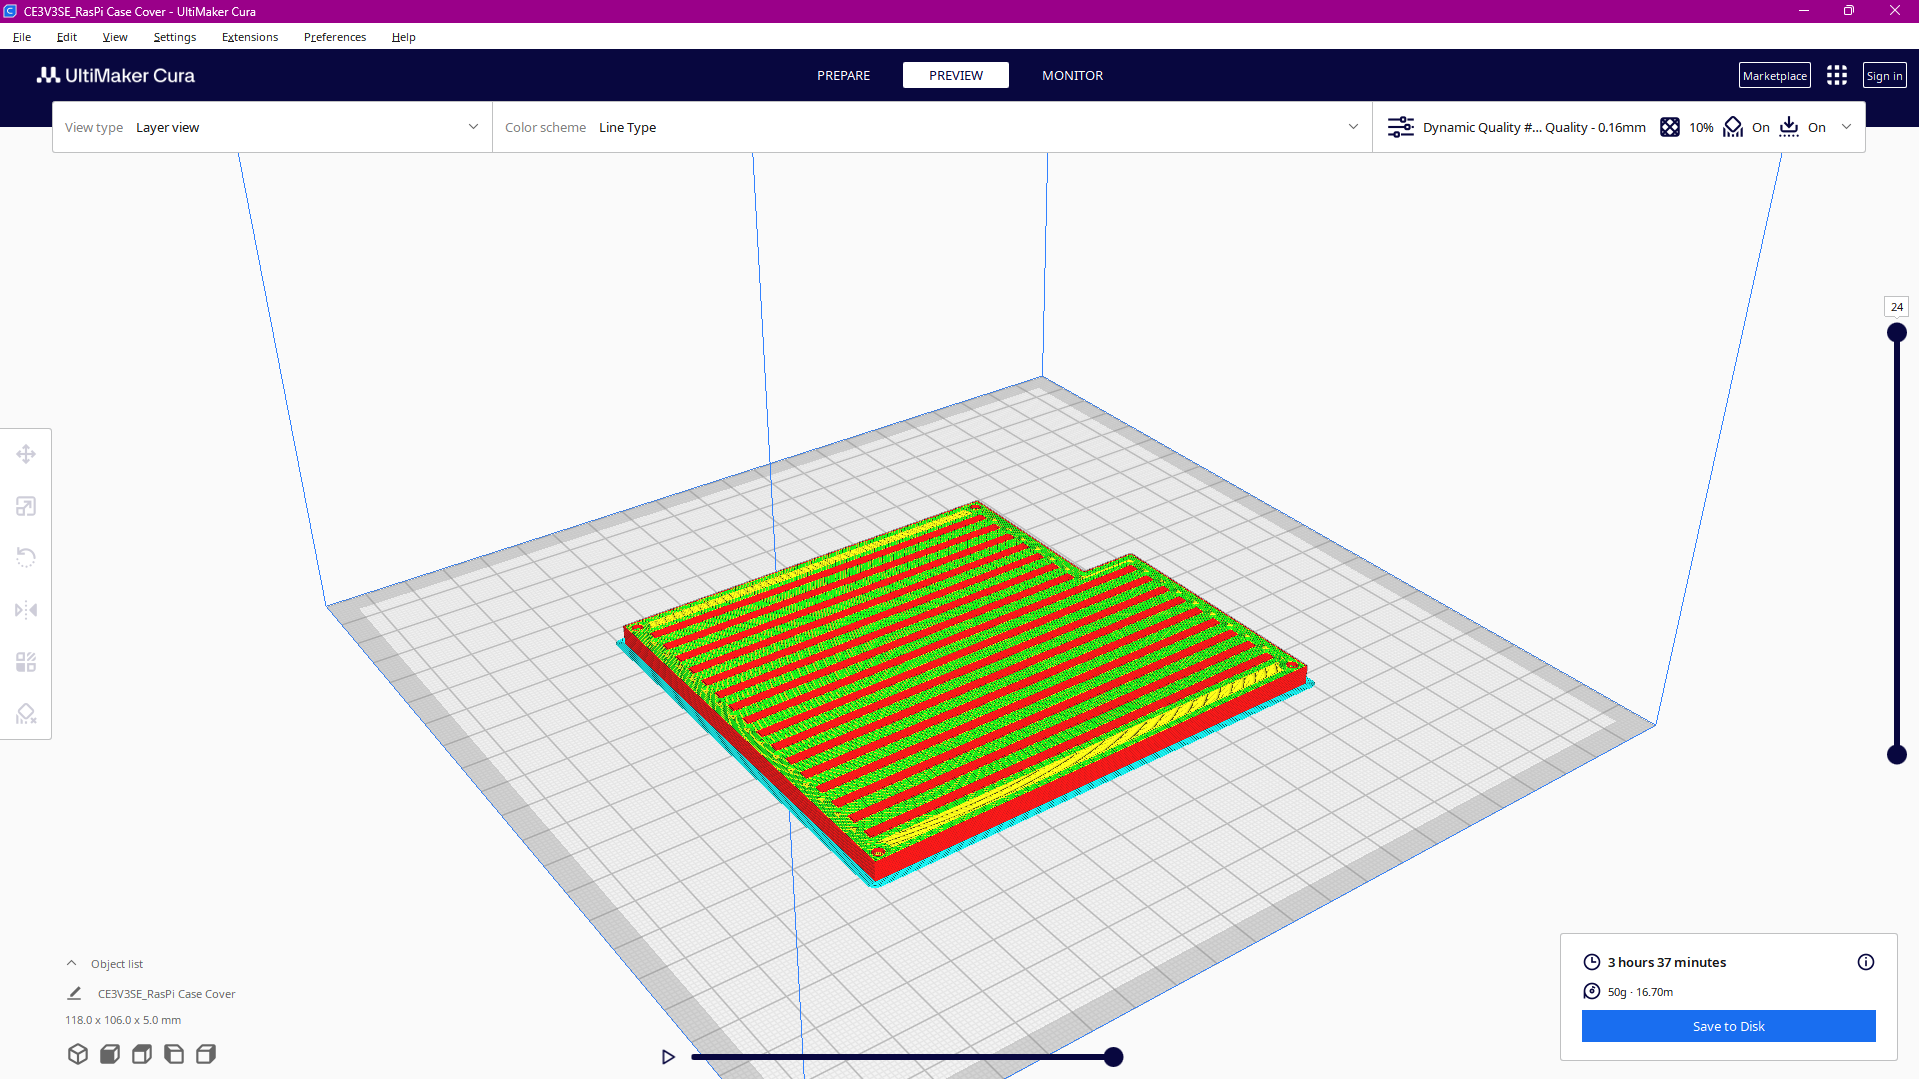 CE3V3SE_RasPi Case Cover - UltiMaker Cura
File Edit View Settings Extensions Preferences Help
UltiMaker Cura PREPARE PREVIEW MONITOR Marketplace Sign in
View type Layer view Color scheme Line Type Dynamic Quality #... Quality - 0.16mm 10% On On
24
Object list
CE3V3SE_RasPi Case Cover
118.0 x 106.0 x 5.0 mm
3 hours 37 minutes
50g · 16.70m
Save to Disk